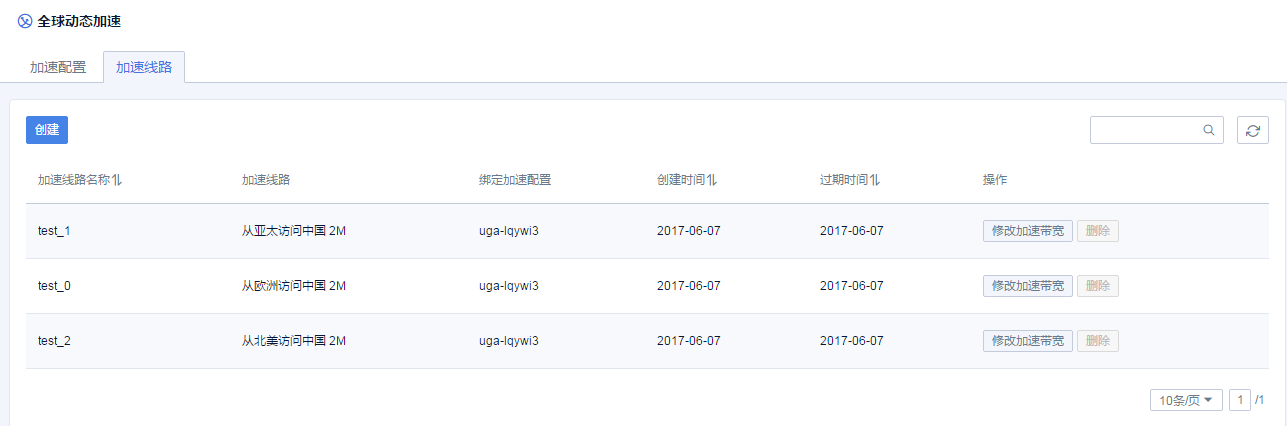 全球动态加速
加速配置 加速线路
创建
加速线路名称 加速线路 绑定加速配置 创建时间 过期时间 操作
test_1 从亚太访问中国 2M uga-lqywi3 2017-06-07 2017-06-07 修改加速带宽 删除
test_0 从欧洲访问中国 2M uga-lqywi3 2017-06-07 2017-06-07 修改加速带宽 删除
test_2 从北美访问中国 2M uga-lqywi3 2017-06-07 2017-06-07 修改加速带宽 删除
10条/页 1 /1